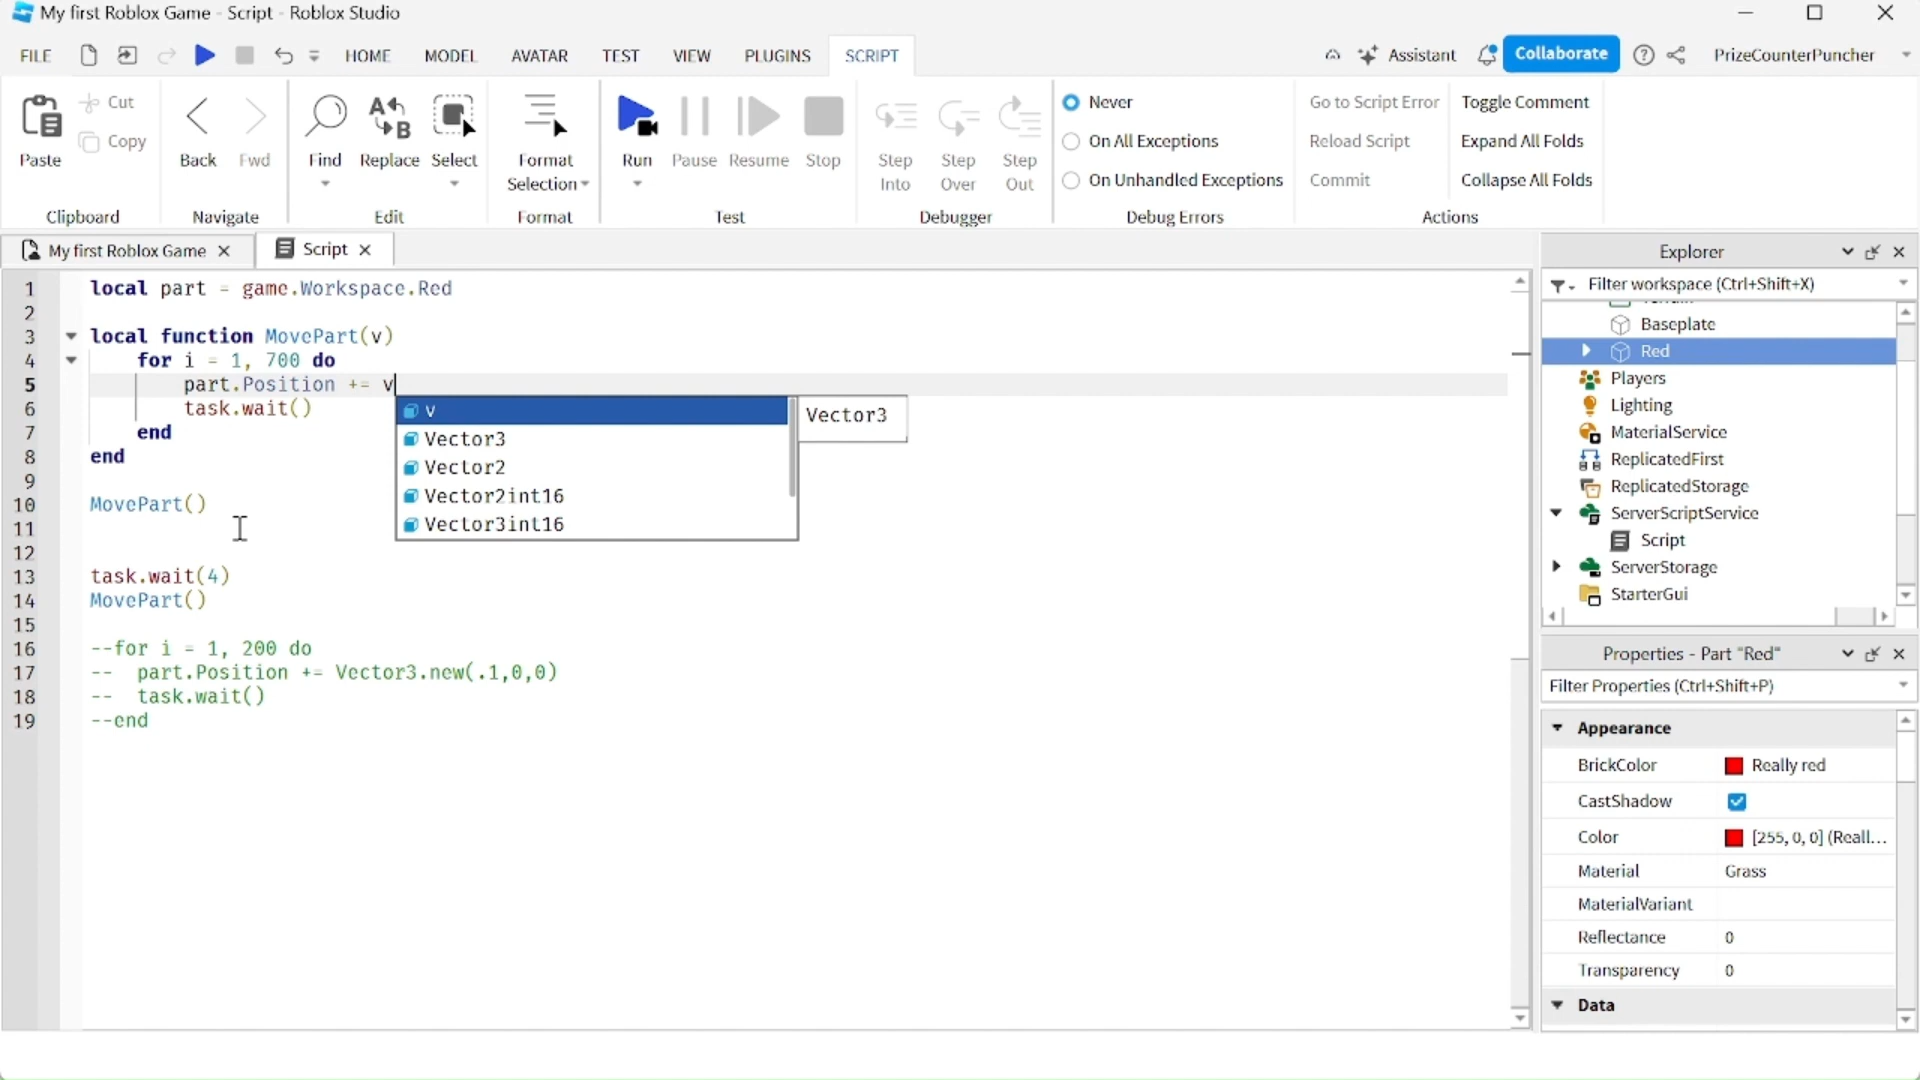 My first Roblox Game - Script - Roblox Studio
FILE HOME MODEL AVATAR TEST VIEW PLUGINS SCRIPT Assistant Collaborate PrizeCounterPuncher
Paste Cut Copy Back Fwd Find Replace Select Format Selection Run Pause Resume Stop Step Into Step Over Step Out
Never
On All Exceptions
On Unhandled Exceptions
Go to Script Error
Reload Script
Commit
Toggle Comment
Expand All Folds
Collapse All Folds
Clipboard Navigate Edit Format Test Debugger Debug Errors Actions
My first Roblox Game Script
1 local part = game.Workspace.Red
2
3 local function MovePart(v)
4 for i = 1, 700 do
5 part.Position += v
6 task.wait()
7 end
8 end
9
10 MovePart()
11
12
13 task.wait(4)
14 MovePart()
15
16 --for i = 1, 200 do
17 -- part.Position += Vector3.new(.1,0,0)
18 -- task.wait()
19 --end
v
Vector3
Vector2
Vector2int16
Vector3int16
Vector3
Explorer
Filter workspace (Ctrl+Shift+X)
Terrain
Baseplate
Red
Players
Lighting
MaterialService
ReplicatedFirst
ReplicatedStorage
ServerScriptService
Script
ServerStorage
StarterGui
Properties - Part "Red"
Filter Properties (Ctrl+Shift+P)
Appearance
BrickColor Really red
CastShadow
Color [255, 0, 0] (Reall...
Material Grass
MaterialVariant
Reflectance 0
Transparency 0
Data